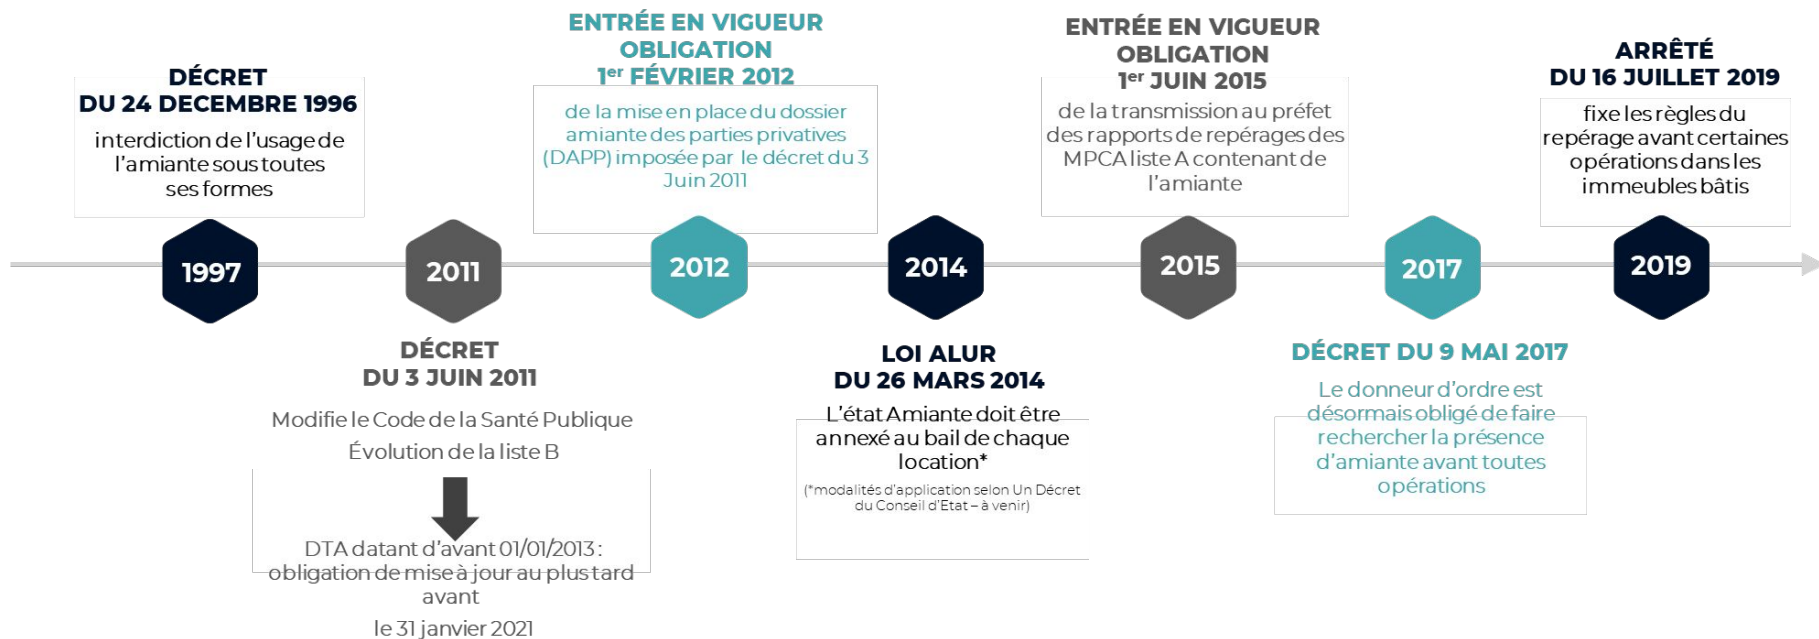 DÉCRET
DU 24 DECEMBRE 1996
interdiction de l'usage de
l'amiante sous toutes
ses formes
ENTRÉE EN VIGUEUR
OBLIGATION
1er FÉVRIER 2012
de la mise en place du dossier
amiante des parties privatives
(DAPP) imposée par le décret du 3
Juin 2011
ENTRÉE EN VIGUEUR
OBLIGATION
1er JUIN 2015
de la transmission au préfet
des rapports de repérages des
MPCA liste A contenant de
l'amiante
ARRÊTÉ
DU 16 JUILLET 2019
fixe les règles du
repérage avant certaines
opérations dans les
immeubles bâtis
1997
2011
2012
2014
2015
2017
2019
DÉCRET
DU 3 JUIN 2011
Modifie le Code de la Santé Publique
Évolution de la liste B
DTA datant d'avant 01/01/2013 :
obligation de mise à jour au plus tard
avant
le 31 janvier 2021
LOI ALUR
DU 26 MARS 2014
L'état Amiante doit être
annexé au bail de chaque
location*
(*modalités d'application selon Un Décret
du Conseil d'Etat – à venir)
DÉCRET DU 9 MAI 2017
Le donneur d'ordre est
désormais obligé de faire
rechercher la présence
d'amiante avant toutes
opérations